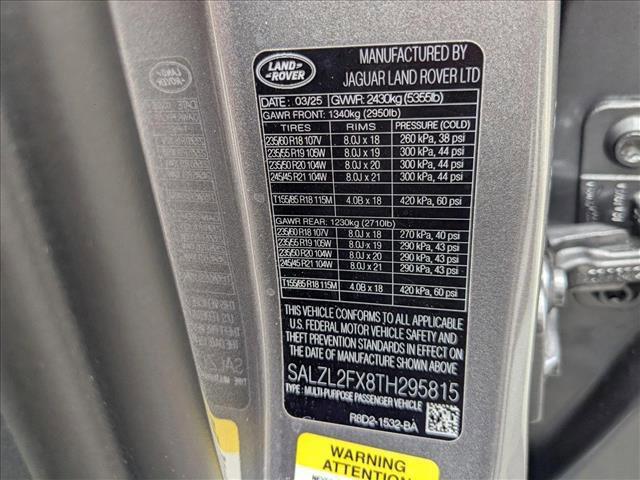 LAND ROVER
MANUFACTURED BY
JAGUAR LAND ROVER LTD
DATE : 03/25 GVWR: 2430kg (5355lb)
GAWR FRONT: 1340kg (2950lb)
TIRES RIMS PRESSURE (COLD)
235/60 R18 107V 8.0J x 18 260 kPa, 38 psi
235/55 R19 105W 8.0J x 19 300 kPa, 44 psi
235/50 R20 104W 8.0J x 20 300 kPa, 44 psi
245/45 R21 104W 8.0J x 21 300 kPa, 44 psi
T155/85 R18 115M 4.0B x 18 420 kPa, 60 psi
GAWR REAR: 1230kg (2710lb)
235/60 R18 107V 8.0J x 18 270 kPa, 40 psi
235/55 R19 105W 8.0J x 19 290 kPa, 43 psi
235/50 R20 104W 8.0J x 20 290 kPa, 43 psi
245/45 R21 104W 8.0J x 21 290 kPa, 43 psi
T155/85 R18 115M 4.0B x 18 420 kPa, 60 psi
THIS VEHICLE CONFORMS TO ALL APPLICABLE
U.S. FEDERAL MOTOR VEHICLE SAFETY AND
THEFT PREVENTION STANDARDS IN EFFECT ON
THE DATE OF MANUFACTURE SHOWN ABOVE.
SALZL2FX8TH295815
TYPE : MULTI-PURPOSE PASSENGER VEHICLE
R8D2-1532-BA
WARNING
ATTENTION